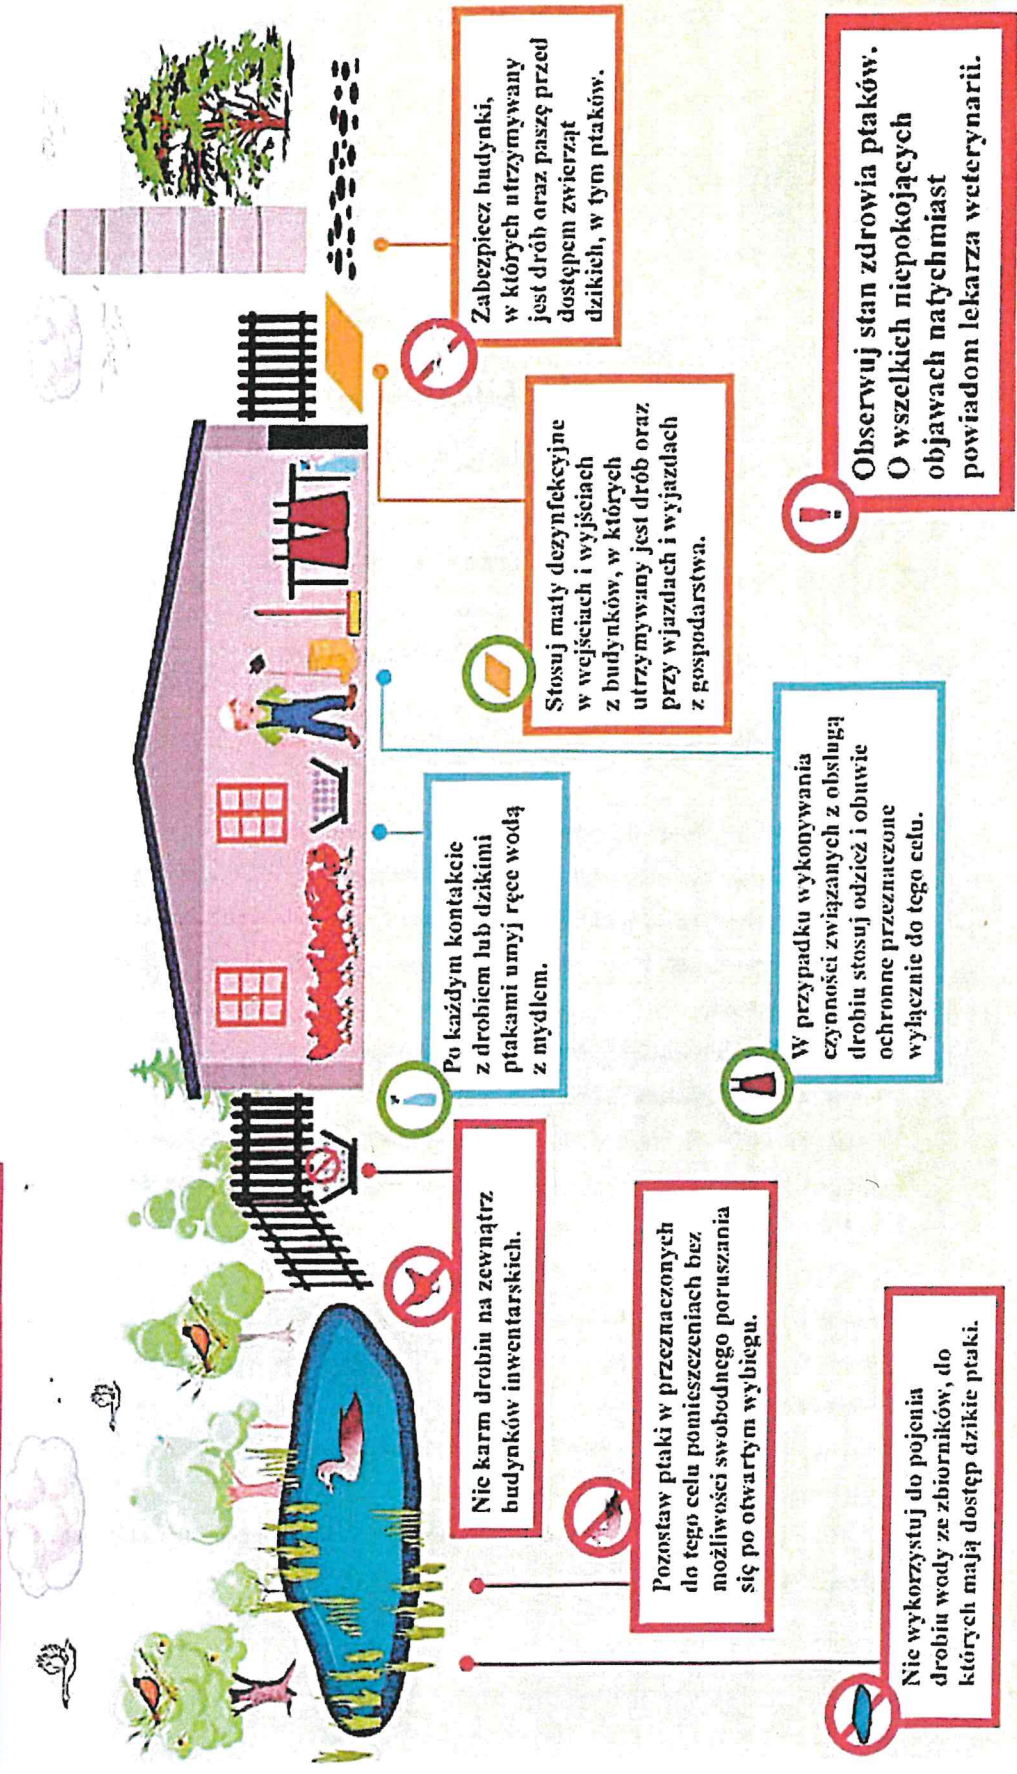 Nie karm drobiu na zewnątrz
budynków inwentarskich.
Pozostaw ptaki w przeznaczonych
do tego celu pomieszczeniach bez
możliwości swobodnego poruszania
się po otwartym wybiegu.
Nie wykorzystuj do pojenia
drobiu wody ze zbiorników, do
których mają dostęp dzikie ptaki.
Po każdym kontakcie
z drobiem lub dzikimi
ptakami umyj ręce wodą
z mydłem.
W przypadku wykonywania
czynności związanych z obsługą
drobiu stosuj odzież i obuwie
ochronne przeznaczone
wyłącznie do tego celu.
Stosuj maty dezynfekcyjne
w wejściach i wyjściach
z budynków, w których
utrzymywany jest drób oraz
przy wjazdach i wyjazdach
z gospodarstwa.
Zabezpiecz budynki,
w których utrzymywany
jest drób oraz paszę przed
dostępem zwierząt
dzikich, w tym ptaków.
Obserwuj stan zdrowia ptaków.
O wszelkich niepokojących
objawach natychmiast
powiadom lekarza weterynarii.